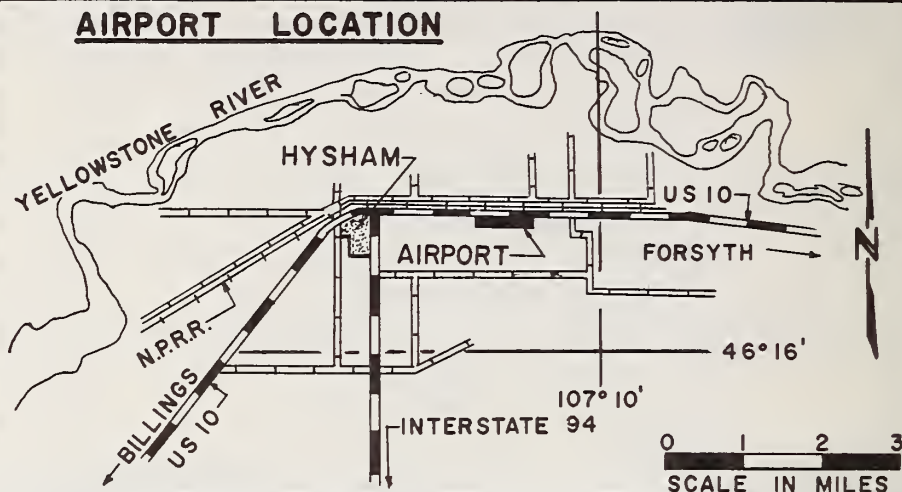 AIRPORT LOCATION
YELLOWSTONE RIVER
HYSHAM
US 10
AIRPORT
FORSYTH
N
N.P.R.R.
46°16'
107°10'
BILLINGS
US 10
INTERSTATE 94
0 1 2 3
SCALE IN MILES